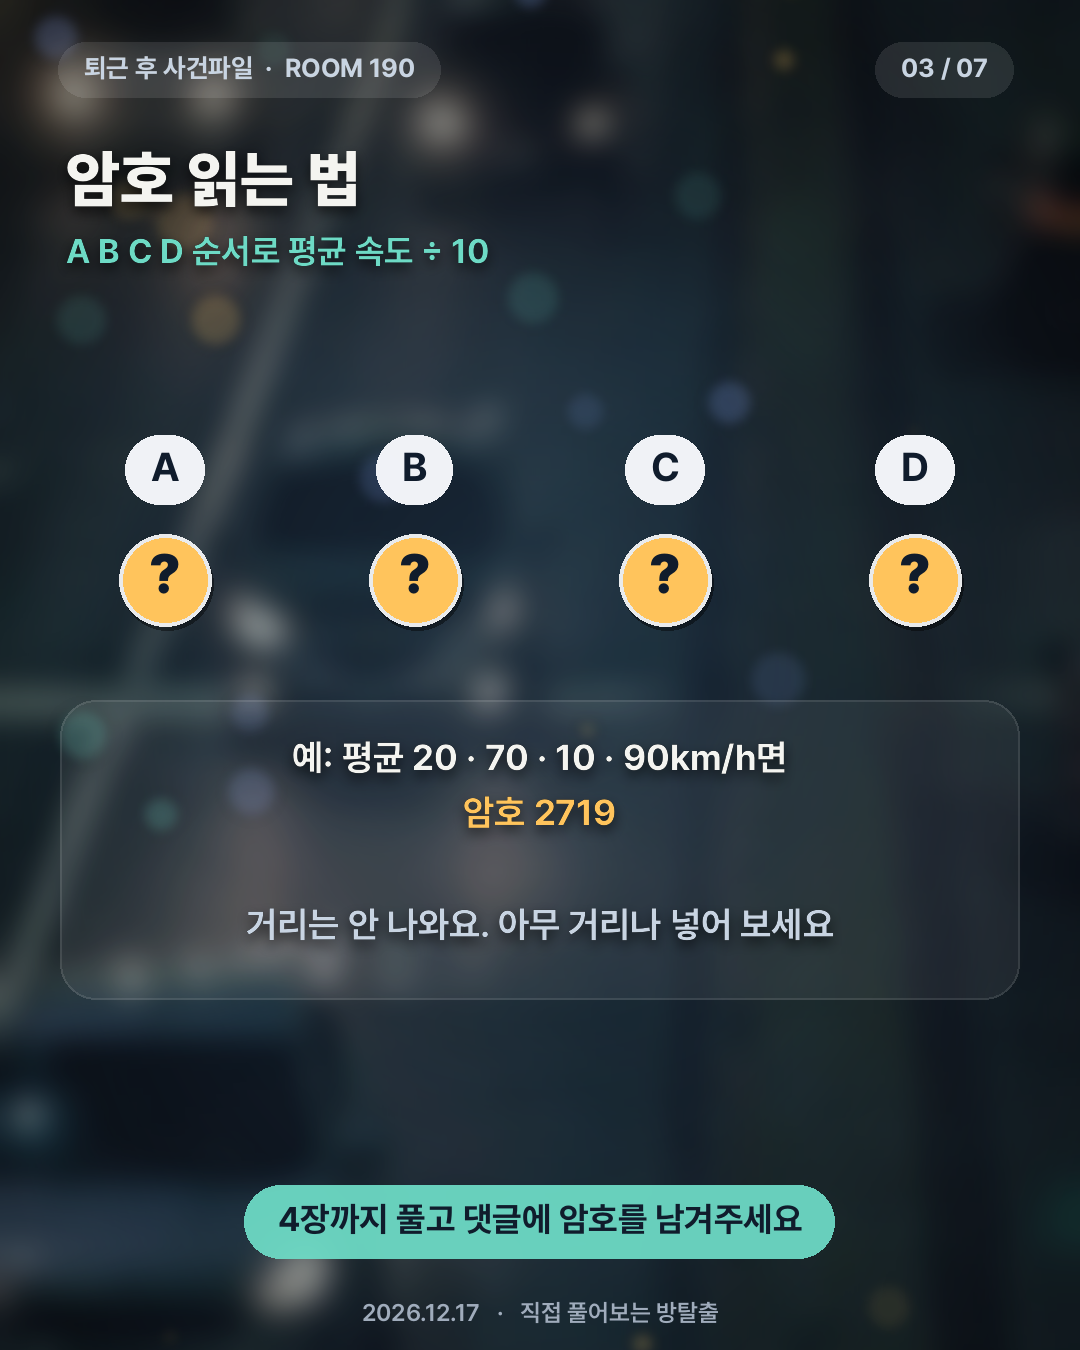 퇴근 후 사건파일 · ROOM 190
03 / 07
암호 읽는 법
A B C D 순서로 평균 속도 ÷ 10
A B C D
? ? ? ?
예: 평균 20 · 70 · 10 · 90km/h면
암호 2719
거리는 안 나와요. 아무 거리나 넣어 보세요
4장까지 풀고 댓글에 암호를 남겨주세요
2026.12.17 · 직접 풀어보는 방탈출